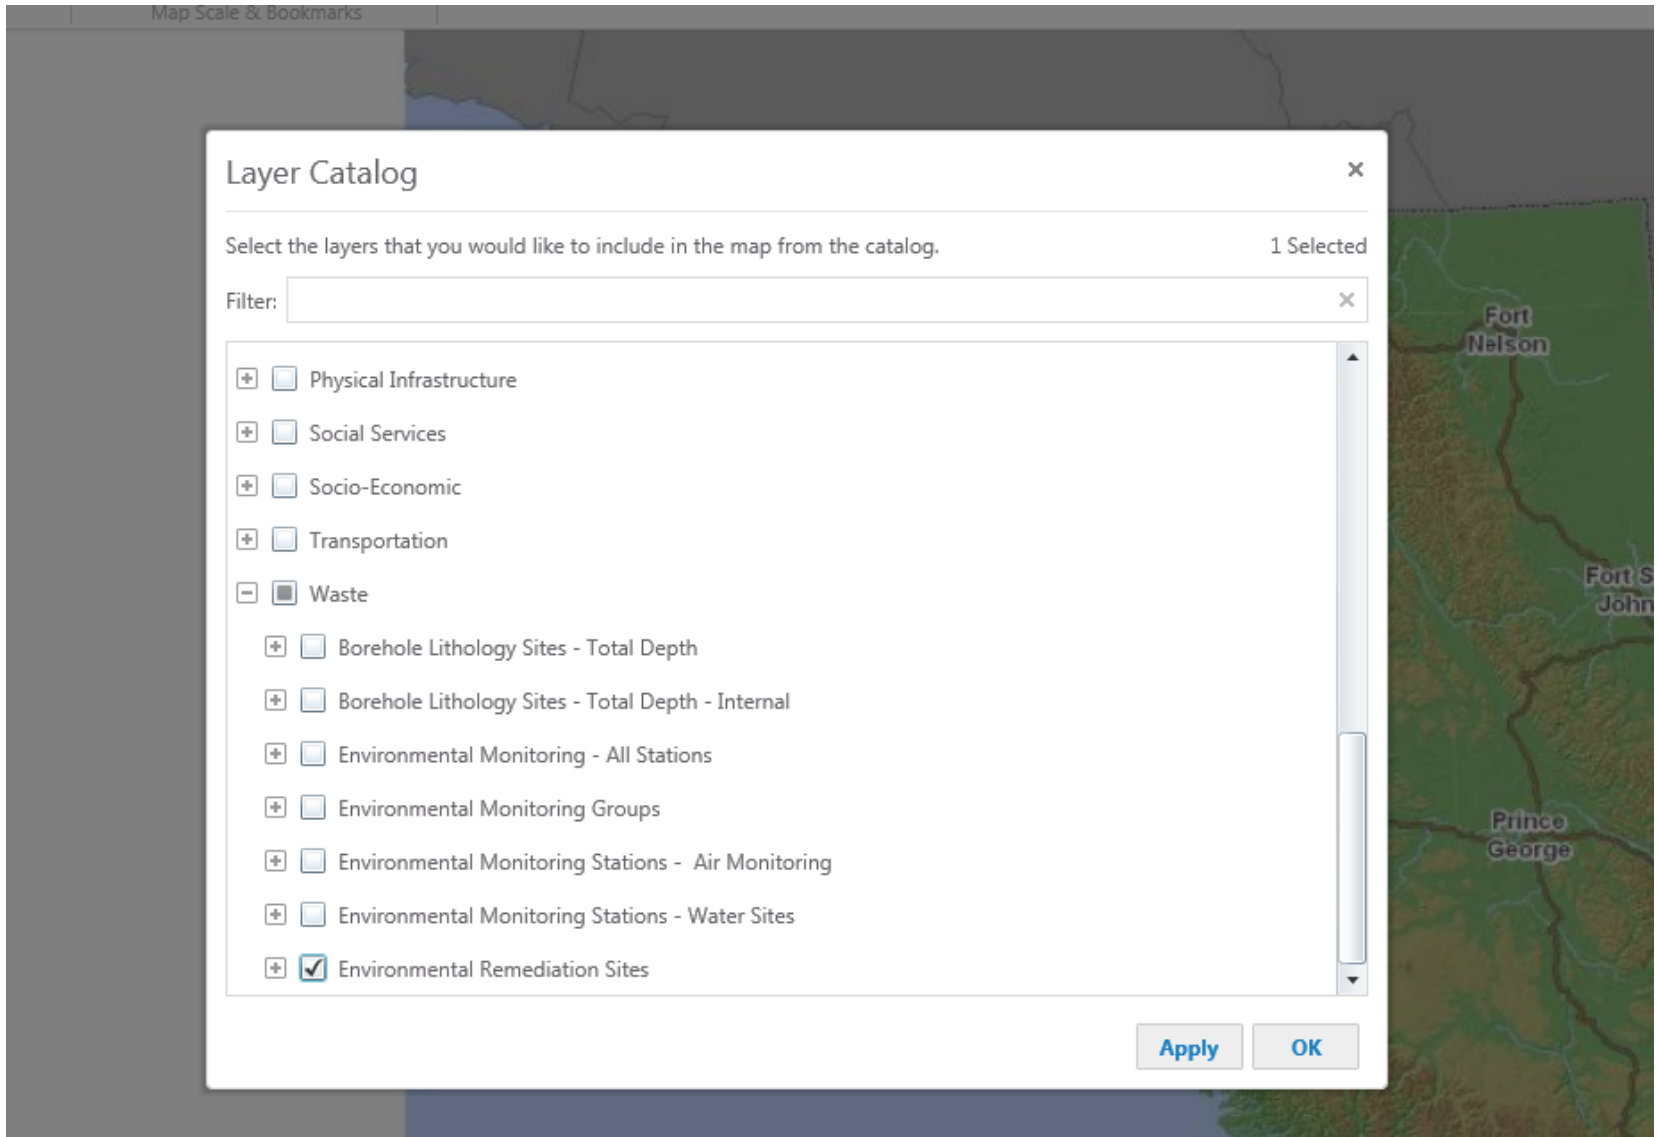 Map Scale & Bookmarks
Layer Catalog
Select the layers that you would like to include in the map from the catalog.
1 Selected
Filter:
Physical Infrastructure
Social Services
Socio-Economic
Transportation
Waste
Borehole Lithology Sites - Total Depth
Borehole Lithology Sites - Total Depth - Internal
Environmental Monitoring - All Stations
Environmental Monitoring Groups
Environmental Monitoring Stations -  Air Monitoring
Environmental Monitoring Stations - Water Sites
Environmental Remediation Sites
Apply
OK
Fort
Nelson
Fort S
John
Prince
George